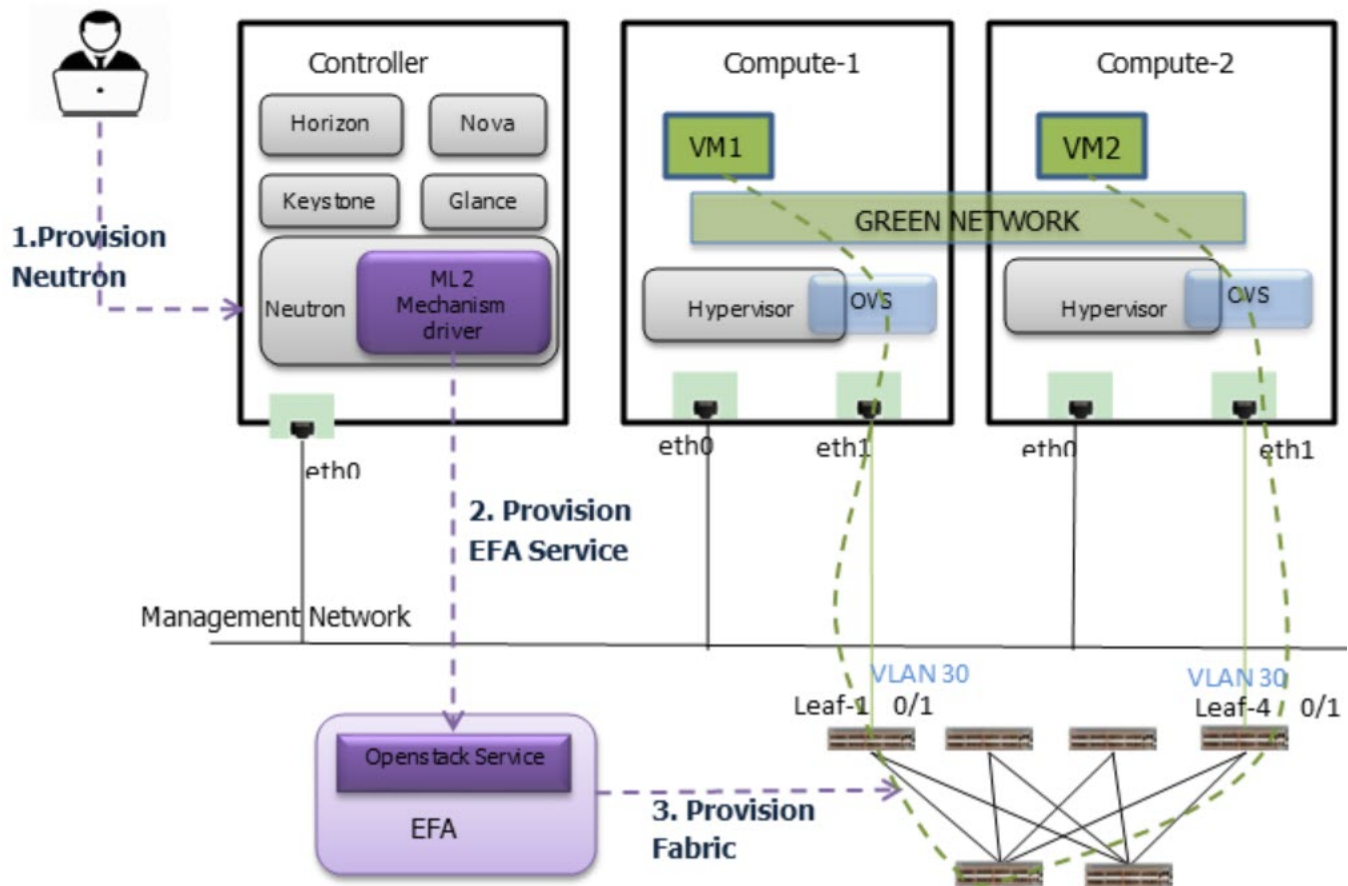 Controller
Horizon
Nova
Keystone
Glance
Neutron
ML2
Mechanism
driver
eth0
Compute-1
VM1
Hypervisor
OVS
eth0
eth1
Compute-2
VM2
Hypervisor
OVS
eth0
eth1
GREEN NETWORK
1.Provision
Neutron
2. Provision
EFA Service
Management Network
VLAN 30
Leaf-1 0/1
VLAN 30
Leaf-4 0/1
Openstack Service
EFA
3. Provision
Fabric